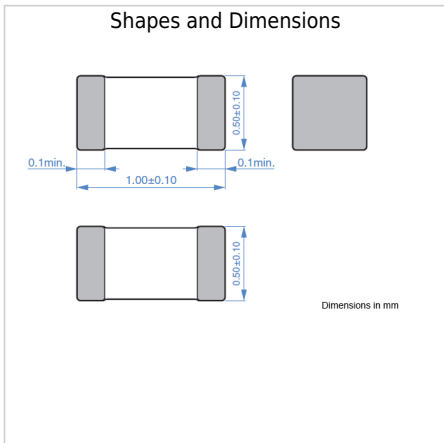 Shapes and Dimensions
0.50±0.10
0.1min.
0.1min.
1.00±0.10
0.50±0.10
Dimensions in mm